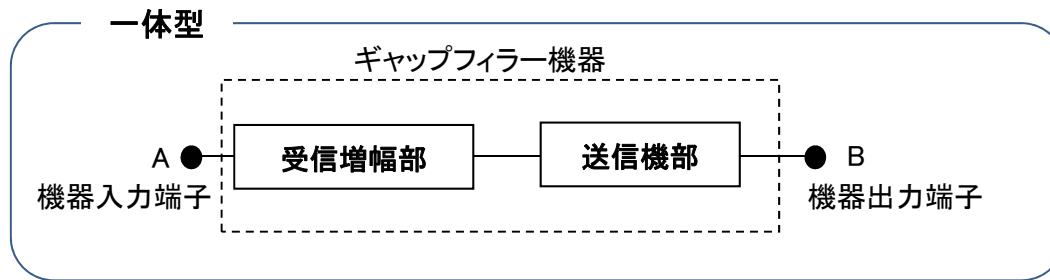 一体型
ギャップフィラー機器
A
受信増幅部
送信機部
B
機器入力端子
機器出力端子